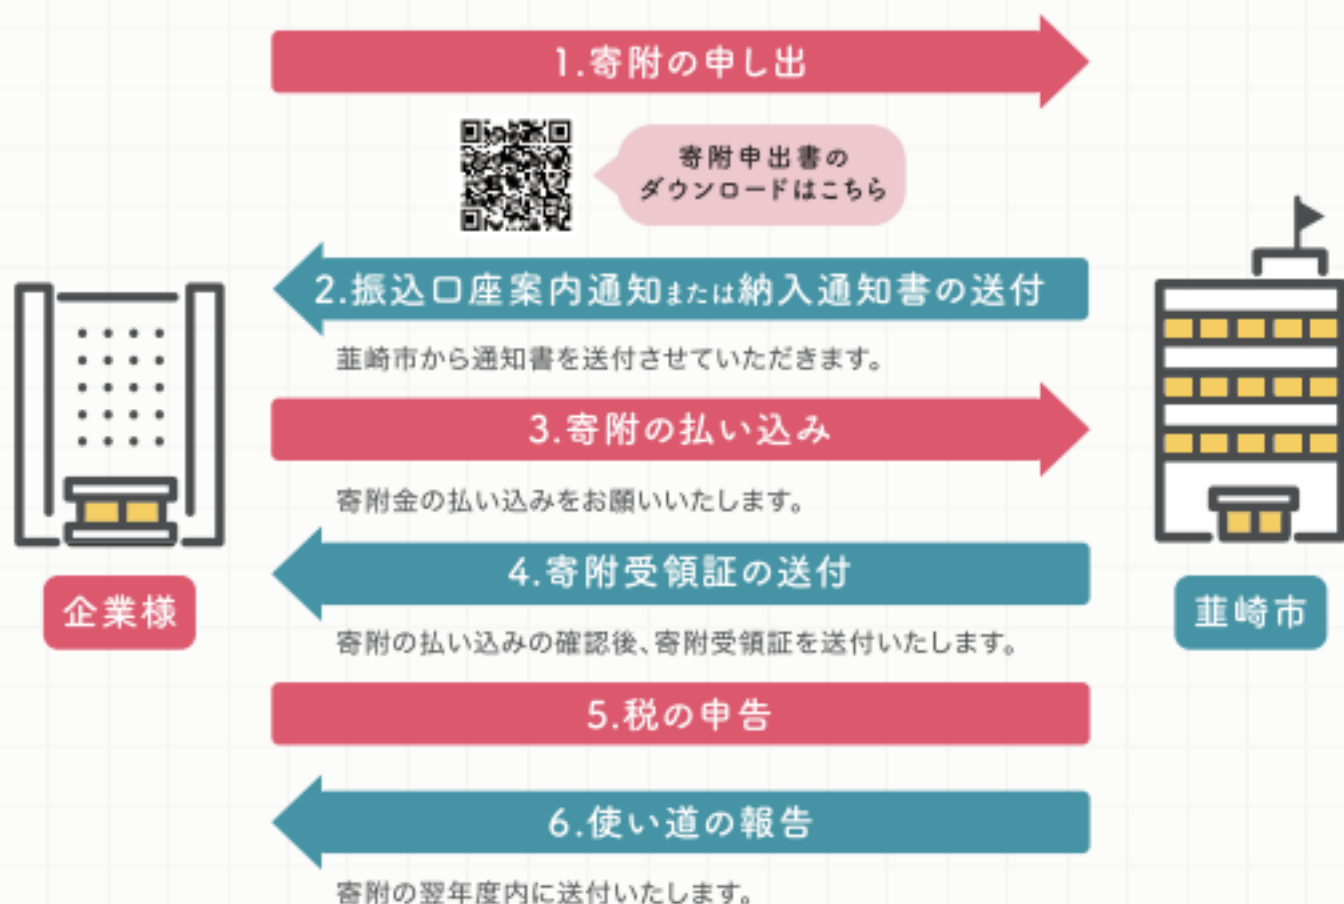 1.寄附の申し出
寄附申出書の
ダウンロードはこちら
2.振込口座案内通知または納入通知書の送付
韮崎市から通知書を送付させていただきます。
3.寄附の払い込み
寄附金の払い込みをお願いいたします。
4.寄附受領証の送付
寄附の払い込みの確認後、寄附受領証を送付いたします。
企業様
韮崎市
5.税の申告
6.使い道の報告
寄附の翌年度内に送付いたします。